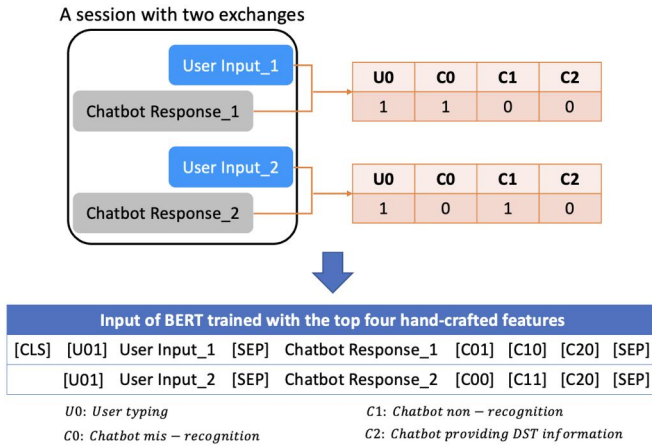 A session with two exchanges
User Input_1
Chatbot Response_1
U0 C0 C1 C2
1 1 0 0
User Input_2
Chatbot Response_2
U0 C0 C1 C2
1 0 1 0
Input of BERT trained with the top four hand-crafted features
[CLS] [U01] User Input_1 [SEP] Chatbot Response_1 [C01] [C10] [C20] [SEP]
[U01] User Input_2 [SEP] Chatbot Response_2 [C00] [C11] [C20] [SEP]
U0: User typing
C1: Chatbot non − recognition
C0: Chatbot mis − recognition
C2: Chatbot providing DST information